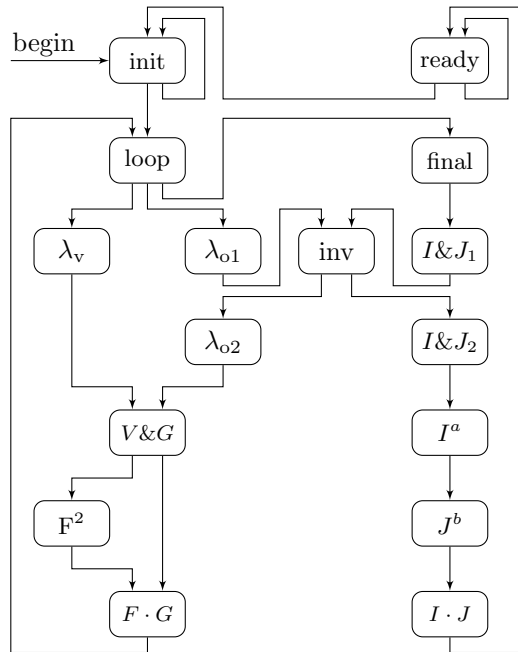 begin
init
ready
loop
final
λv
λo1
inv
I&J1
λo2
I&J2
V&G
I^a
F^2
J^b
F · G
I · J